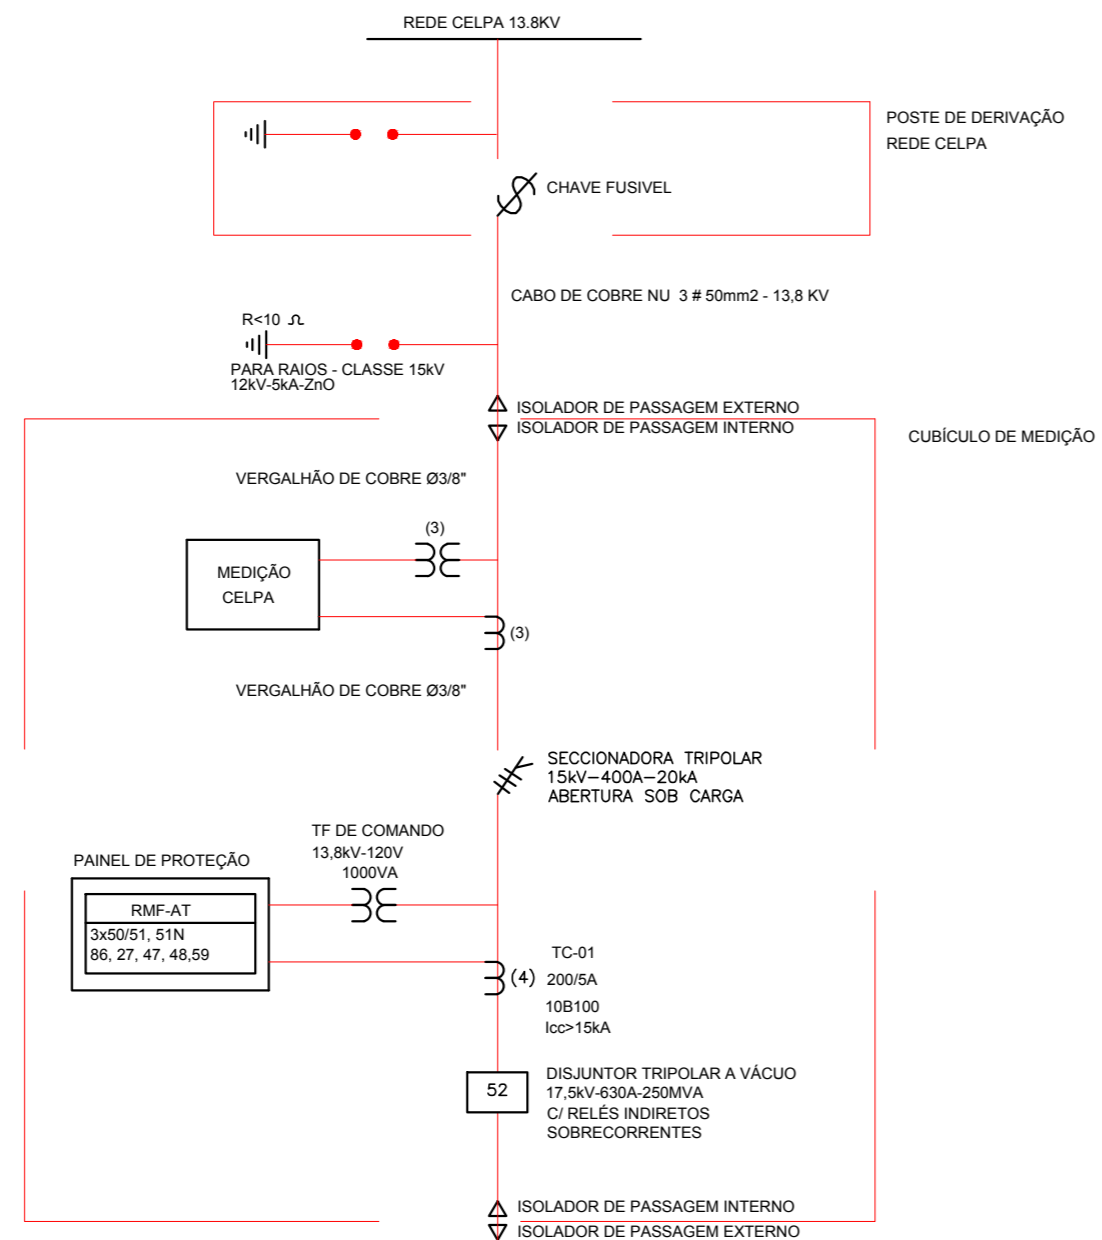 REDE CELPA 13.8KV
POSTE DE DERIVAÇÃO
REDE CELPA
CHAVE FUSIVEL
CABO DE COBRE NU 3 # 50mm2 - 13,8 KV
R<10 Ω
PARA RAIOS - CLASSE 15kV
12kV-5kA-ZnO
ISOLADOR DE PASSAGEM EXTERNO
ISOLADOR DE PASSAGEM INTERNO
CUBÍCULO DE MEDIÇÃO
VERGALHÃO DE COBRE Ø3/8"
(3)
MEDIÇÃO
CELPA
(3)
VERGALHÃO DE COBRE Ø3/8"
SECCIONADORA TRIPOLAR
15kV-400A-20kA
ABERTURA SOB CARGA
TF DE COMANDO
13,8kV-120V
1000VA
PAINEL DE PROTEÇÃO
RMF-AT
3x50/51, 51N
86, 27, 47, 48,59
TC-01
(4) 200/5A
10B100
Icc>15kA
52
DISJUNTOR TRIPOLAR A VÁCUO
17,5kV-630A-250MVA
C/ RELÉS INDIRETOS
SOBRECORRENTES
ISOLADOR DE PASSAGEM INTERNO
ISOLADOR DE PASSAGEM EXTERNO